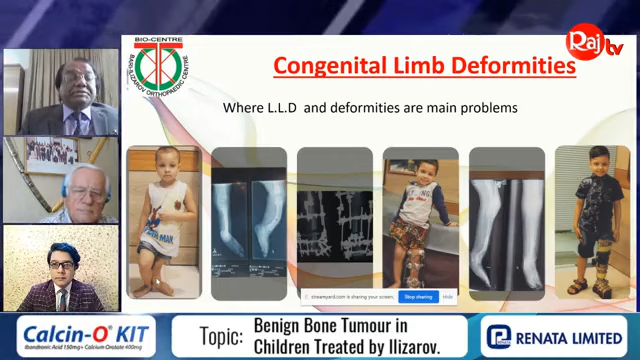 BIO-CENTRE
BARI-ILIZAROV ORTHOPAEDIC CENTRE
Raj
tv
Congenital Limb Deformities
Where L.L.D and deformities are main problems
streamyard.com is sharing your screen.
Stop sharing
Hide
Calcin-O® KIT
Ibandronic Acid 150mg + Calcium Orotate 400mg
Topic:
Benign Bone Tumour in
Children Treated by Ilizarov.
RENATA LIMITED